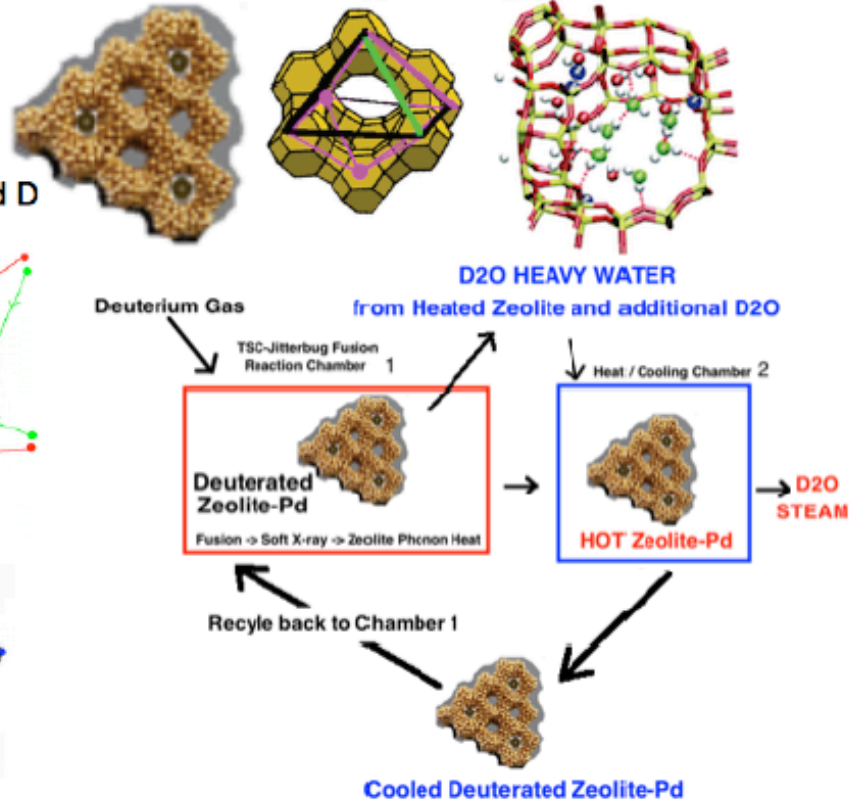 d D
D2O HEAVY WATER
from Heated Zeolite and additional D2O
Deuterium Gas
TSC-Jitterbug Fusion
Reaction Chamber 1
Heat / Cooling Chamber 2
Deuterated
Zeolite-Pd
Fusion -> Soft X-ray -> Zeolite Phonon Heat
HOT Zeolite-Pd
D2O
STEAM
Recyle back to Chamber 1
Cooled Deuterated Zeolite-Pd